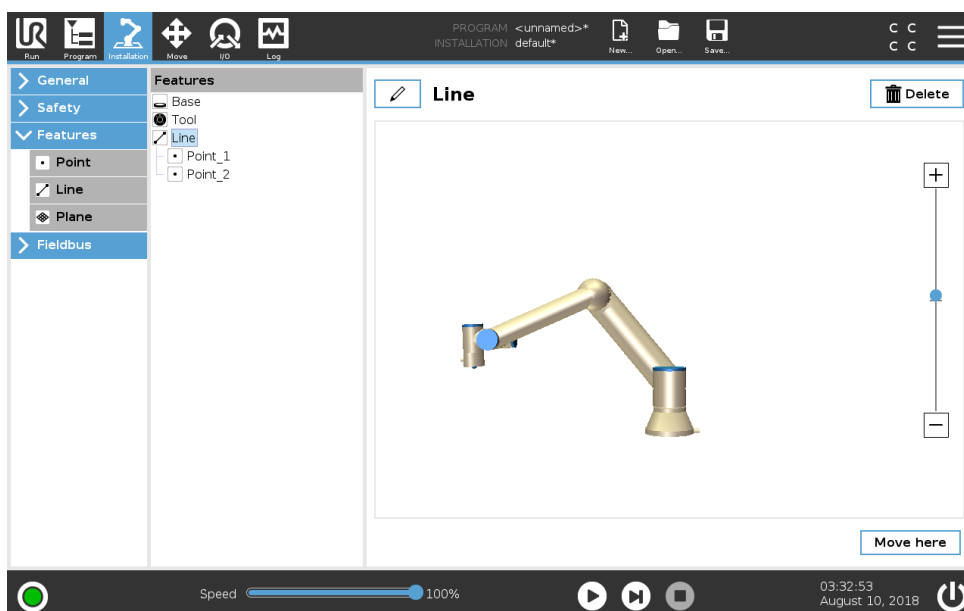 UR
Run
Program
Installation
Move
I/O
Log
PROGRAM <unnamed>*
INSTALLATION default*
New...
Open...
Save...
C C
C C
General
Safety
Features
Point
Line
Plane
Fieldbus
Features
Base
Tool
Line
Point_1
Point_2
Line
Delete
Move here
Speed
100%
03:32:53
August 10, 2018